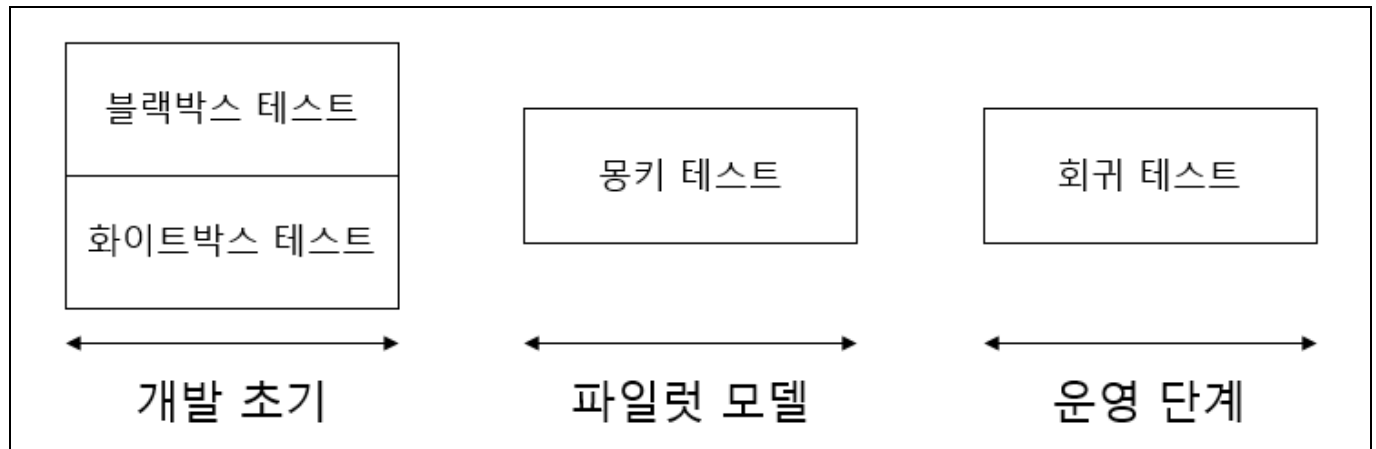 블랙박스 테스트
화이트박스 테스트
몽키 테스트
회귀 테스트
개발 초기
파일럿 모델
운영 단계